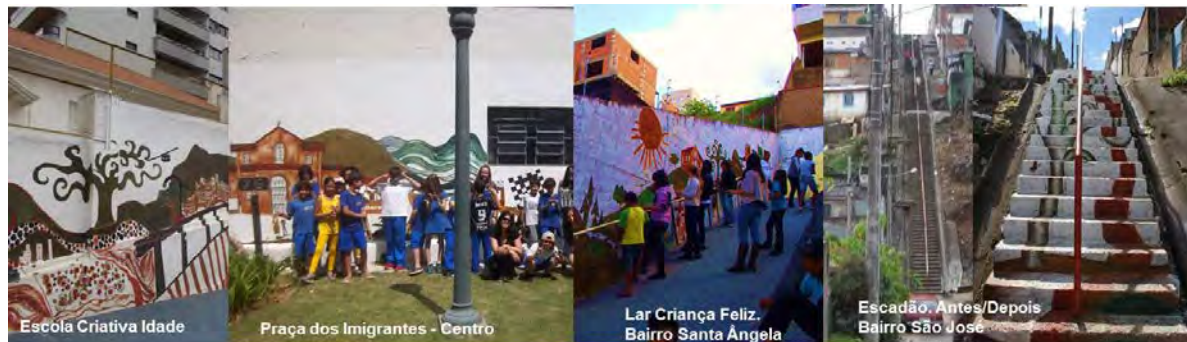 Escola Criativa Idade
Praça dos Imigrantes - Centro
Lar Criança Feliz.
Bairro Santa Ângela
Escadão. Antes/Depois
Bairro São José